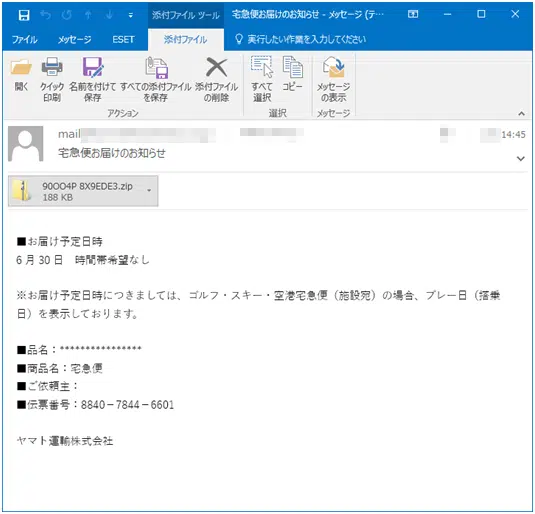 添付ファイル ツール
宅急便お届けのお知らせ - メッセージ (テ...
ファイル
メッセージ
ESET
添付ファイル
実行したい作業を入力してください
開く
クイック
印刷
名前を付けて
保存
すべての添付ファイル
を保存
添付ファイル
の削除
すべて
選択
コピー
メッセージ
の表示
アクション
選択
メッセージ
mail
14:45
宅急便お届けのお知らせ
90OO4P 8X9EDE3.zip
188 KB
■お届け予定日時
6月30日　時間帯希望なし
※お届け予定日時につきましては、ゴルフ・スキー・空港宅急便（施設宛）の場合、プレー日（搭乗
日）を表示しております。
■品名：****************
■商品名：宅急便
■ご依頼主：
■伝票番号：8840－7844－6601
ヤマト運輸株式会社